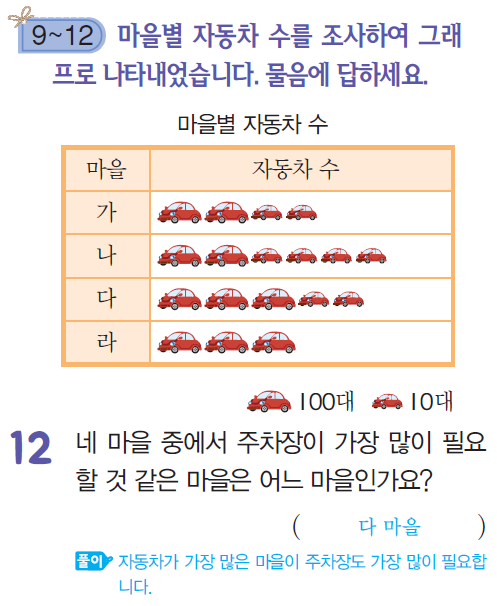 9~12 마을별 자동차 수를 조사하여 그래
프로 나타내었습니다. 물음에 답하세요.
마을별 자동차 수
마을 자동차 수
가
나
다
라
100대 10대
12 네 마을 중에서 주차장이 가장 많이 필요
할 것 같은 마을은 어느 마을인가요?
( 다 마을 )
풀이 자동차가 가장 많은 마을이 주차장도 가장 많이 필요합
니다.